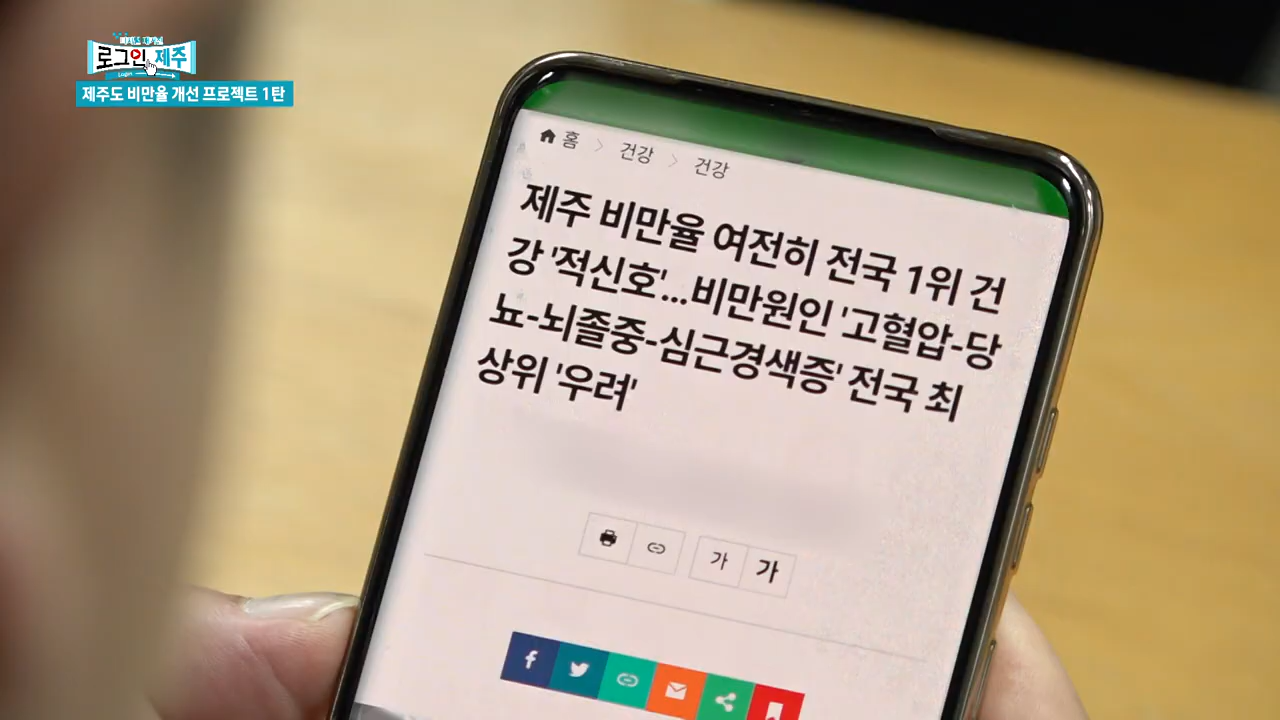 로그인 제주
Login
제주도 비만율 개선 프로젝트 1탄
홈 > 건강 > 건강
제주 비만율 여전히 전국 1위 건
강 '적신호'...비만원인 '고혈압-당
뇨-뇌졸중-심근경색증' 전국 최
상위 '우려'
가 가